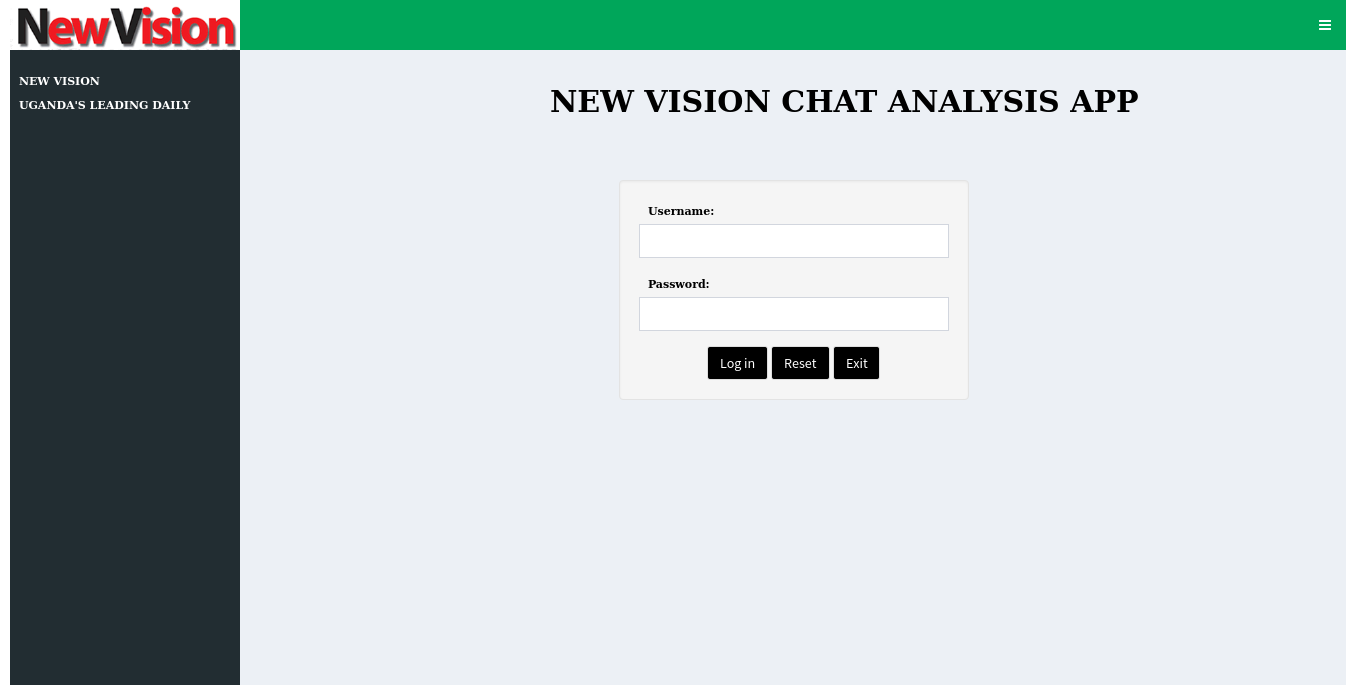 NewVision
NEW VISION
UGANDA'S LEADING DAILY
NEW VISION CHAT ANALYSIS APP
Username:
Password:
Log in Reset Exit